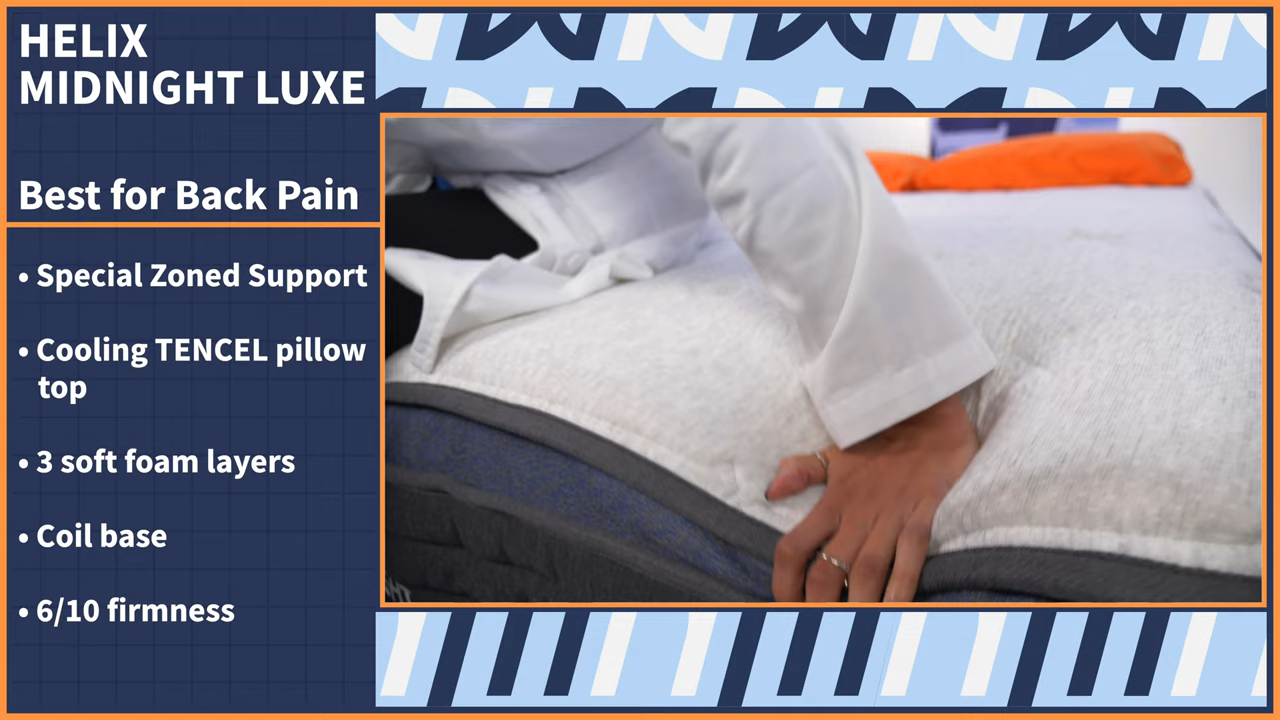 HELIX
MIDNIGHT LUXE
Best for Back Pain
• Special Zoned Support
• Cooling TENCEL pillow
top
• 3 soft foam layers
• Coil base
• 6/10 firmness